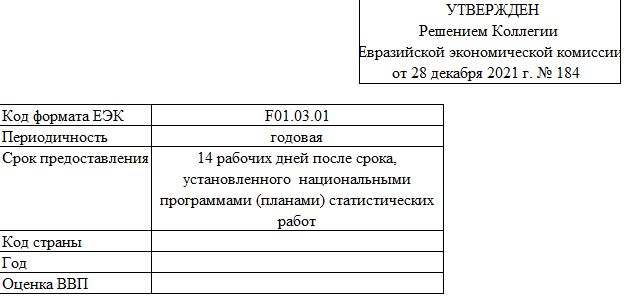 УТВЕРЖДЕН
Решением Коллегии
Евразийской экономической комиссии
от 28 декабря 2021 г. № 184
Код формата ЕЭК F01.03.01
Периодичность годовая
Срок предоставления 14 рабочих дней после срока,
установленного национальными
программами (планами) статистических
работ
Код страны
Год
Оценка ВВП